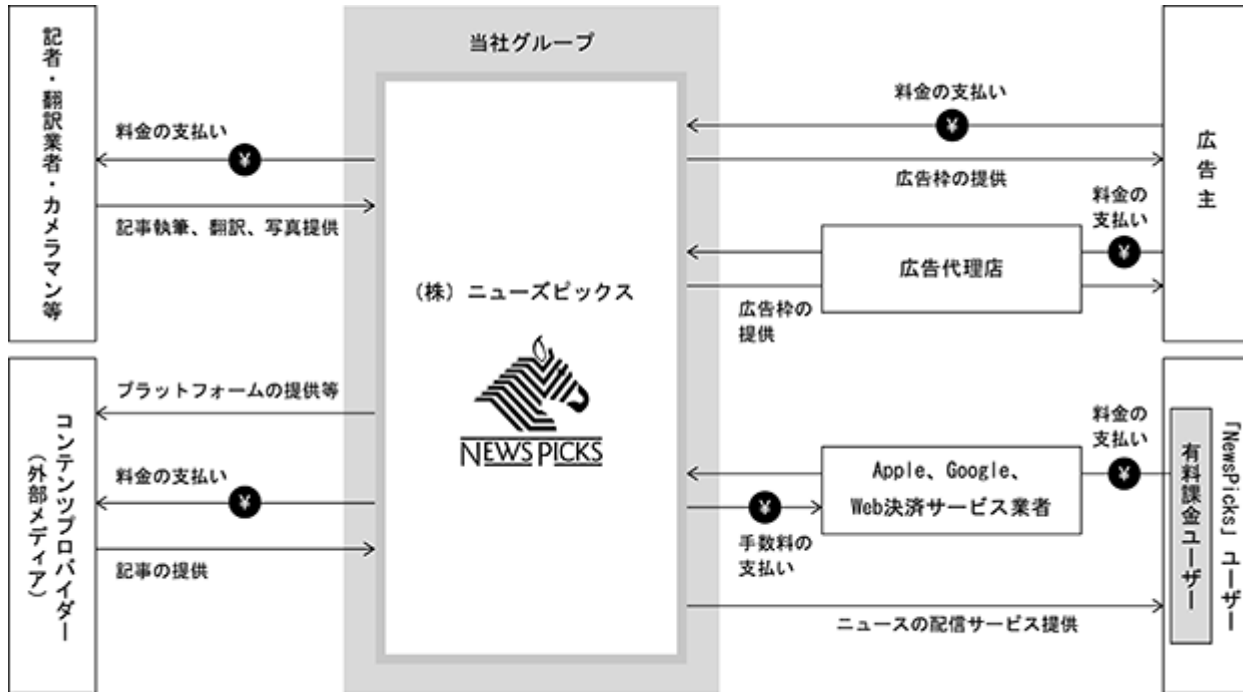 当社グループ
記者・翻訳業者・カメラマン等
料金の支払い
¥
記事執筆、翻訳、写真提供
コンテンツプロバイダー
（外部メディア）
プラットフォームの提供等
料金の支払い
¥
記事の提供
（株）ニューズピックス
NEWSPICKS
料金の支払い
¥
広告枠の提供
広告主
料金の
支払い
¥
広告代理店
広告枠の
提供
料金の
支払い
¥
Apple、Google、
Web決済サービス業者
¥
手数料の
支払い
ニュースの配信サービス提供
有料課金ユーザー
「NewsPicks」ユーザー